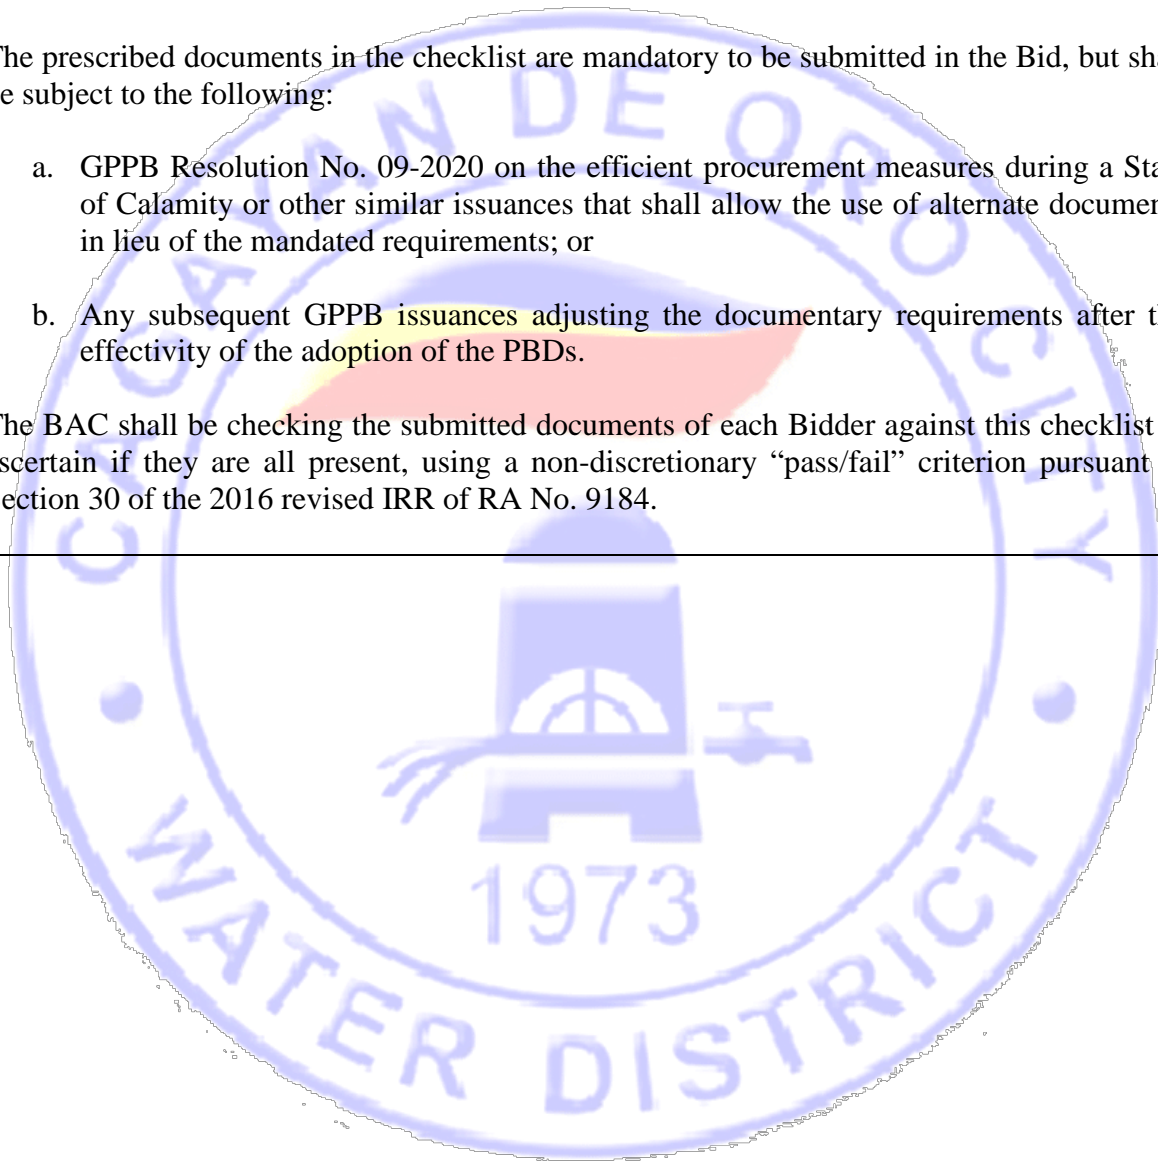 The prescribed documents in the checklist are mandatory to be submitted in the Bid, but sha
e subject to the following:
a. GPPB Resolution No. 09-2020 on the efficient procurement measures during a Sta
of Calamity or other similar issuances that shall allow the use of alternate documen
in lieu of the mandated requirements; or
b. Any subsequent GPPB issuances adjusting the documentary requirements after t
effectivity of the adoption of the PBDs.
The BAC shall be checking the submitted documents of each Bidder against this checklist
scertain if they are all present, using a non-discretionary “pass/fail” criterion pursuant
ection 30 of the 2016 revised IRR of RA No. 9184.
CAGAYAN DE ORO CITY
1973
WATER DISTRICT